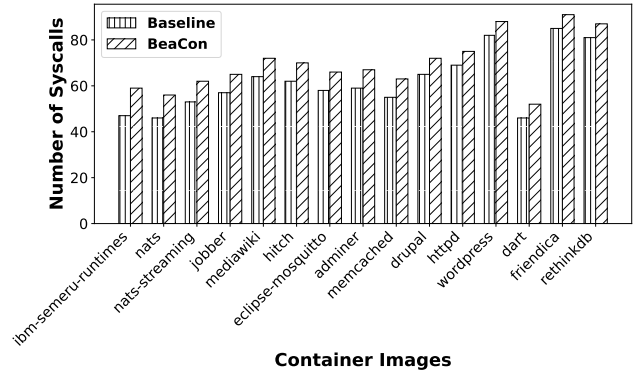 Number of Syscalls
80
60
40
20
0
Baseline
BeaCon
ibm-semeru-runtimes
nats
nats-streaming
jobber
mediawiki
hitch
eclipse-mosquitto
adminer
memcached
drupal
httpd
wordpress
dart
friendica
rethinkdb
Container Images